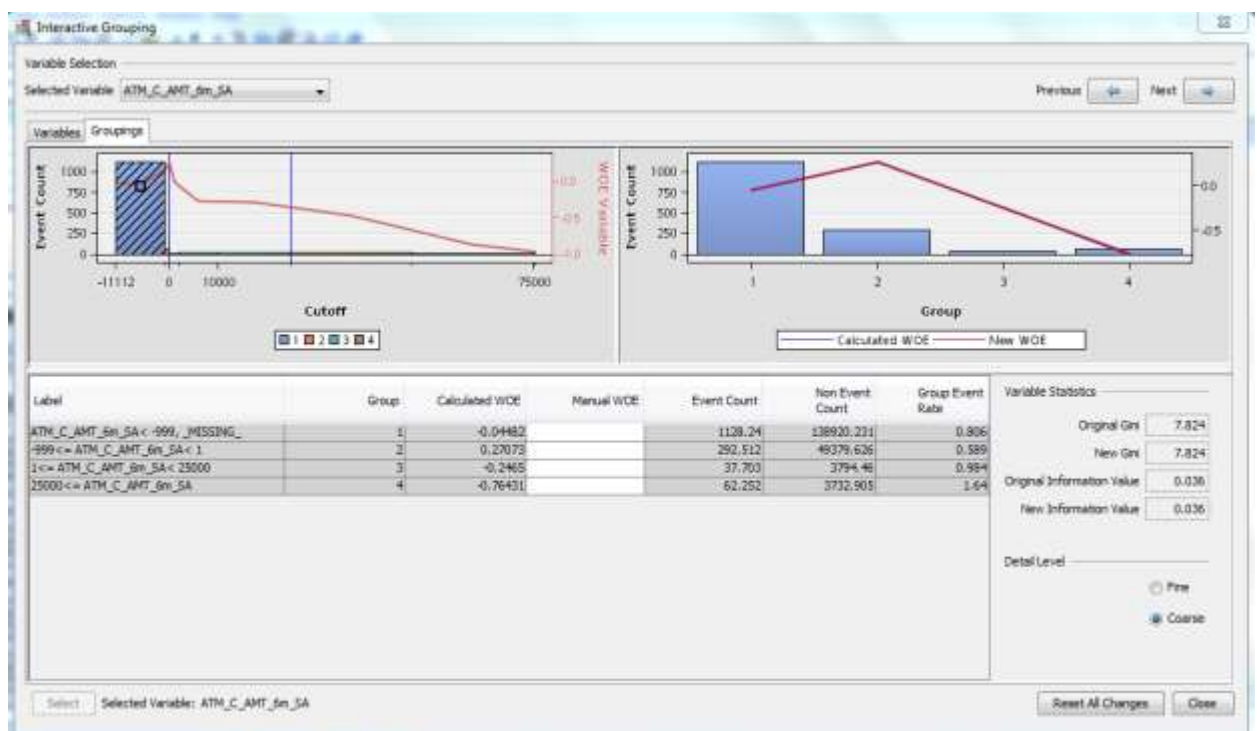 Interactive Grouping
Variable Selection
Selected Variable ATM_C_AMT_6m_SA
Previous Next
Variables Groupings
Event Count
1000
750
500
250
0
-11112 0 10000 75000
Cutoff
1 2 3 4
0.0
-0.5
-1.0
WOE Variable
Event Count
1000
750
500
250
0
1 2 3 4
Group
0.0
-0.5
Calculated WOE New WOE
Label Group Calculated WOE Manual WOE Event Count Non Event Count Group Event Rate
ATM_C_AMT_6m_SA< -999, _MISSING_ 1 -0.04482 1128.24 138920.231 0.806
-999<= ATM_C_AMT_6m_SA< 1 2 0.27073 292.512 49379.626 0.589
1<= ATM_C_AMT_6m_SA< 25000 3 -0.2465 37.703 3794.46 0.984
25000<= ATM_C_AMT_6m_SA 4 -0.76431 62.252 3732.905 1.64
Variable Statistics
Original Gini 7.824
New Gini 7.824
Original Information Value 0.036
New Information Value 0.036
Detail Level
Fine
Coarse
Select Selected Variable: ATM_C_AMT_6m_SA
Reset All Changes Close